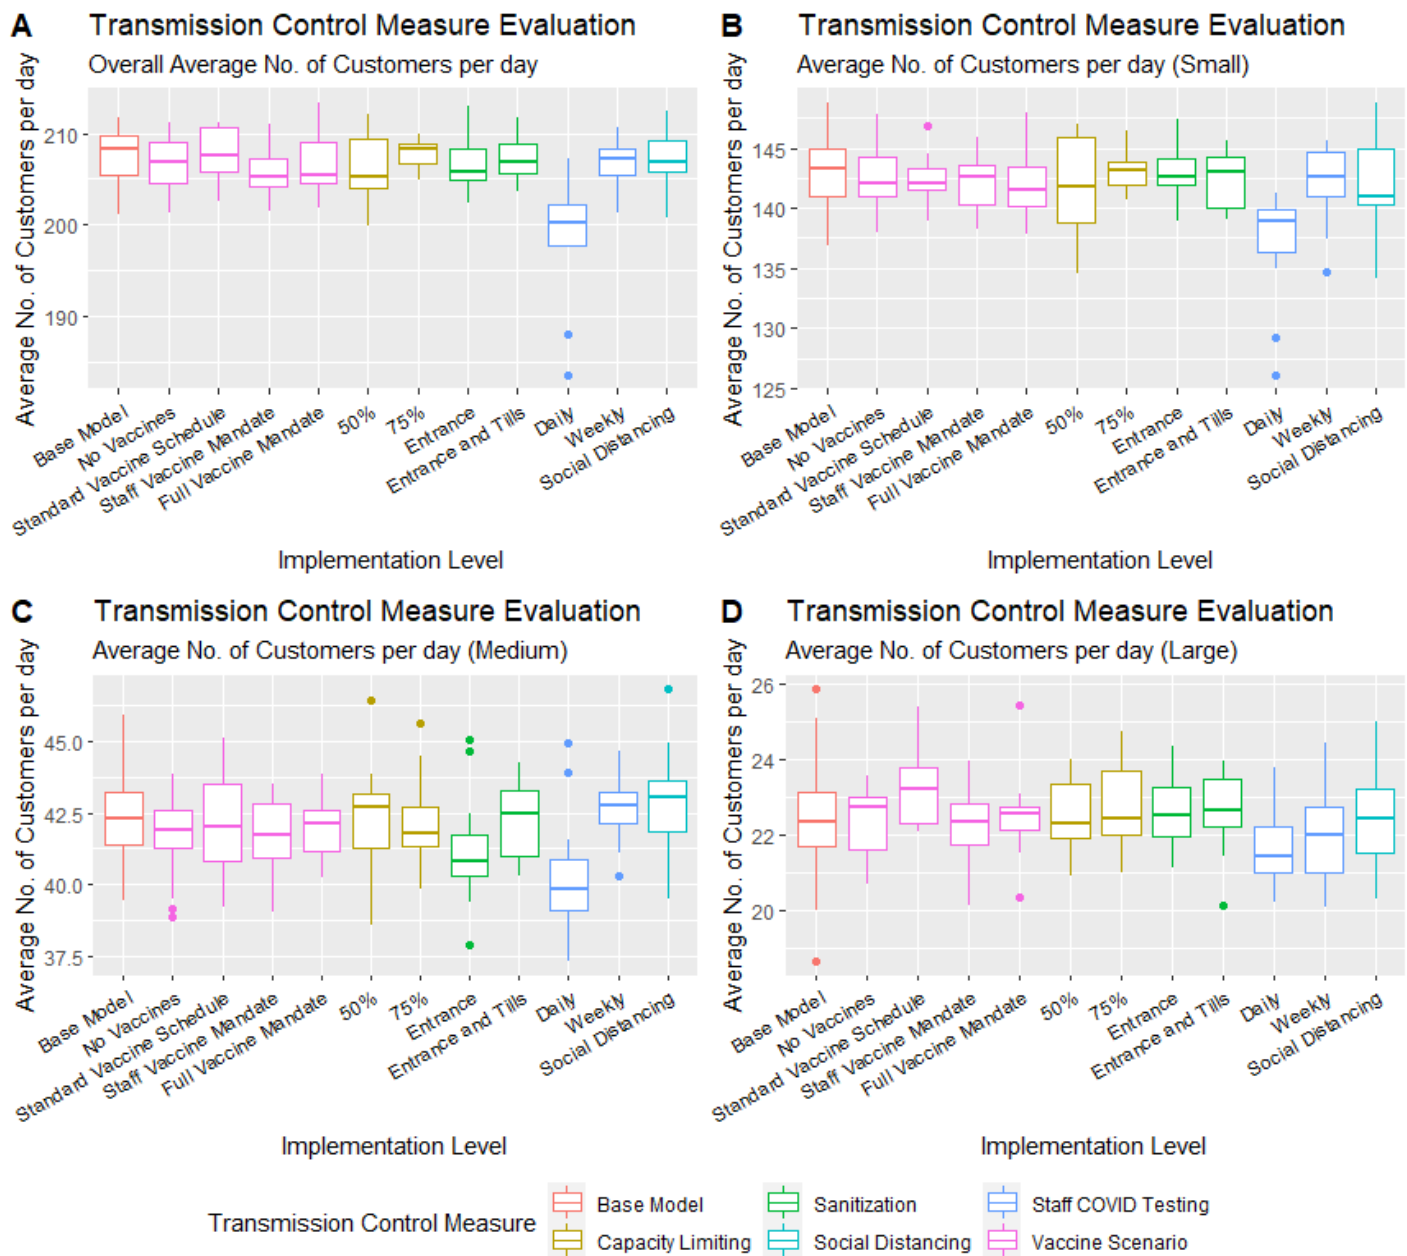 A Transmission Control Measure Evaluation
Overall Average No. of Customers per day
Average No. of Customers per day
210
200
190
Base Model
No Vaccines
Standard Vaccine Schedule
Staff Vaccine Mandate
Full Vaccine Mandate
50%
75%
Entrance
Entrance and Tills
Daily
Weekly
Social Distancing
Implementation Level
B Transmission Control Measure Evaluation
Average No. of Customers per day (Small)
Average No. of Customers per day
145
140
135
130
125
Base Model
No Vaccines
Standard Vaccine Schedule
Staff Vaccine Mandate
Full Vaccine Mandate
50%
75%
Entrance
Entrance and Tills
Daily
Weekly
Social Distancing
Implementation Level
C Transmission Control Measure Evaluation
Average No. of Customers per day (Medium)
Average No. of Customers per day
45.0
42.5
40.0
37.5
Base Model
No Vaccines
Standard Vaccine Schedule
Staff Vaccine Mandate
Full Vaccine Mandate
50%
75%
Entrance
Entrance and Tills
Daily
Weekly
Social Distancing
Implementation Level
D Transmission Control Measure Evaluation
Average No. of Customers per day (Large)
Average No. of Customers per day
26
24
22
20
Base Model
No Vaccines
Standard Vaccine Schedule
Staff Vaccine Mandate
Full Vaccine Mandate
50%
75%
Entrance
Entrance and Tills
Daily
Weekly
Social Distancing
Implementation Level
Transmission Control Measure
Base Model
Capacity Limiting
Sanitization
Social Distancing
Staff COVID Testing
Vaccine Scenario